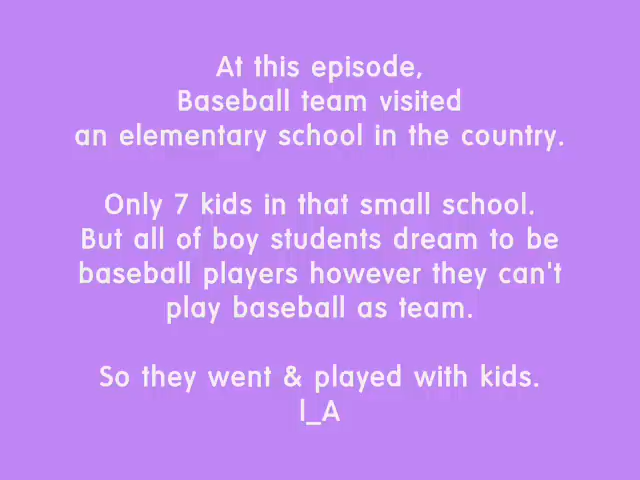 At this episode,
Baseball team visited
an elementary school in the country.
Only 7 kids in that small school.
But all of boy students dream to be
baseball players however they can't
play baseball as team.
So they went & played with kids.
I_A